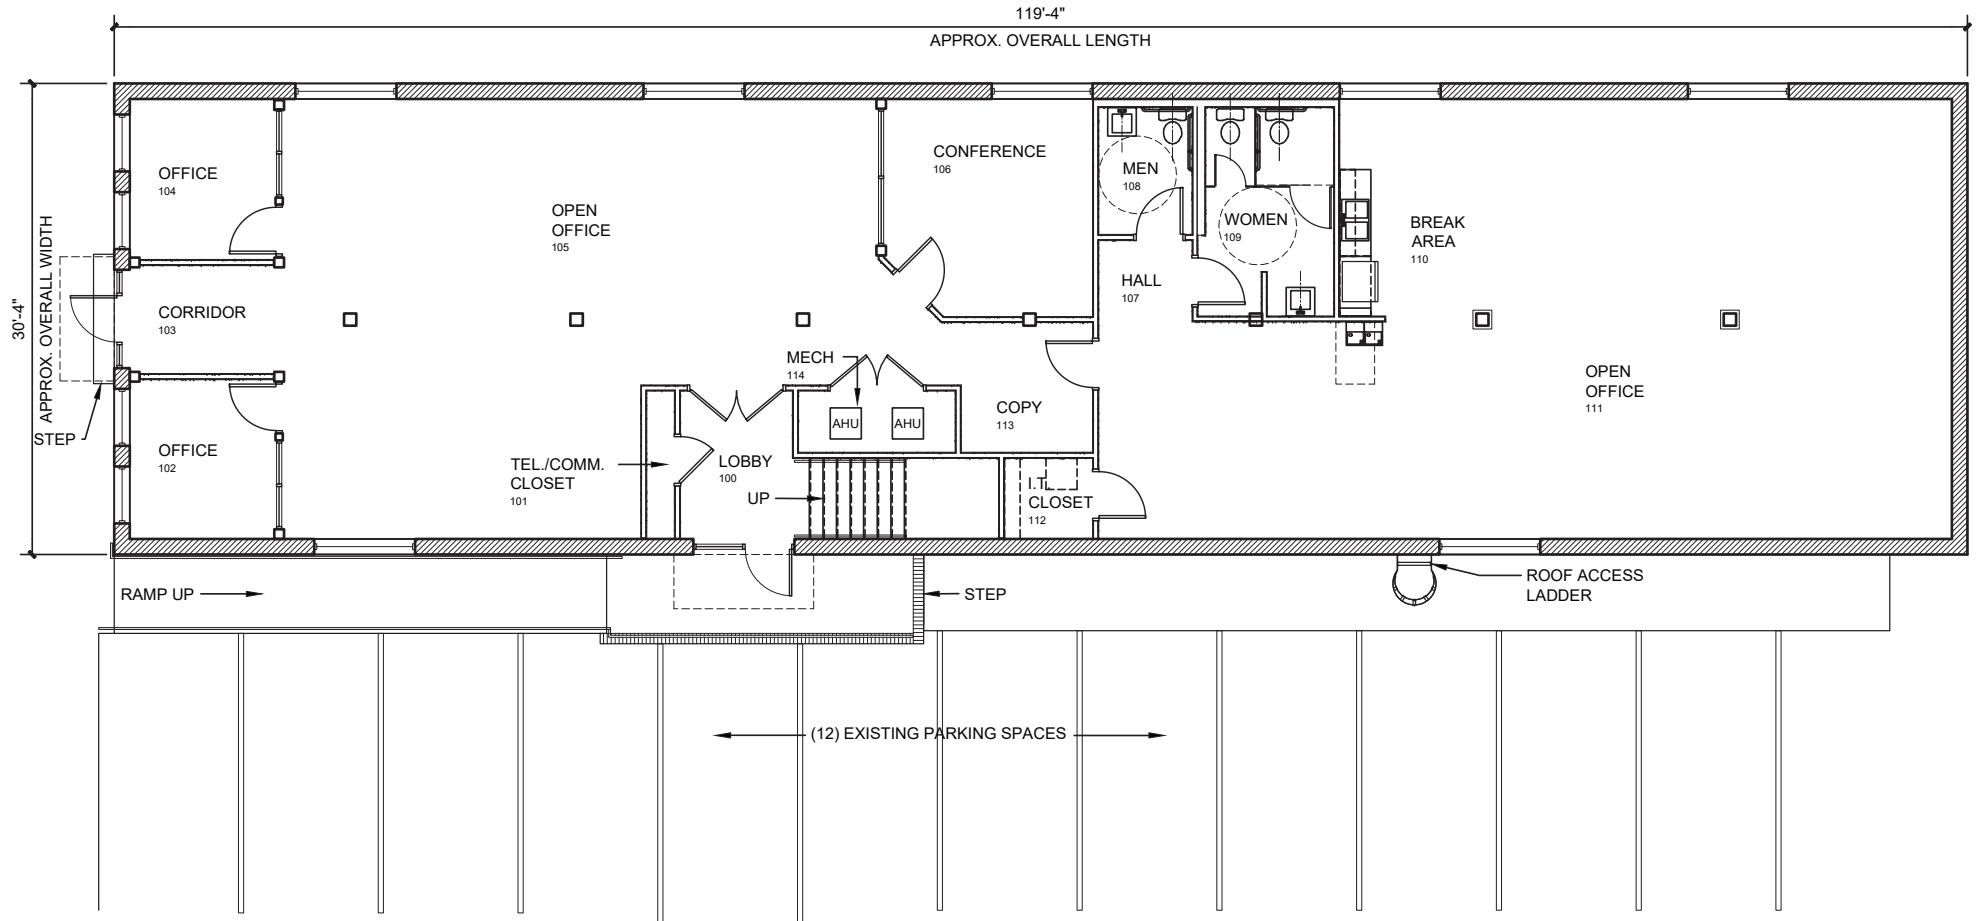 119'-4"
APPROX. OVERALL LENGTH
30'-4"
APPROX. OVERALL WIDTH
OFFICE
104
OPEN
OFFICE
105
CONFERENCE
106
MEN
108
WOMEN
109
BREAK
AREA
110
HALL
107
CORRIDOR
103
STEP
OFFICE
102
MECH
114
AHU
AHU
COPY
113
OPEN
OFFICE
111
TEL./COMM.
CLOSET
101
LOBBY
100
UP
I.T.
CLOSET
112
RAMP UP
STEP
ROOF ACCESS
LADDER
(12) EXISTING PARKING SPACES